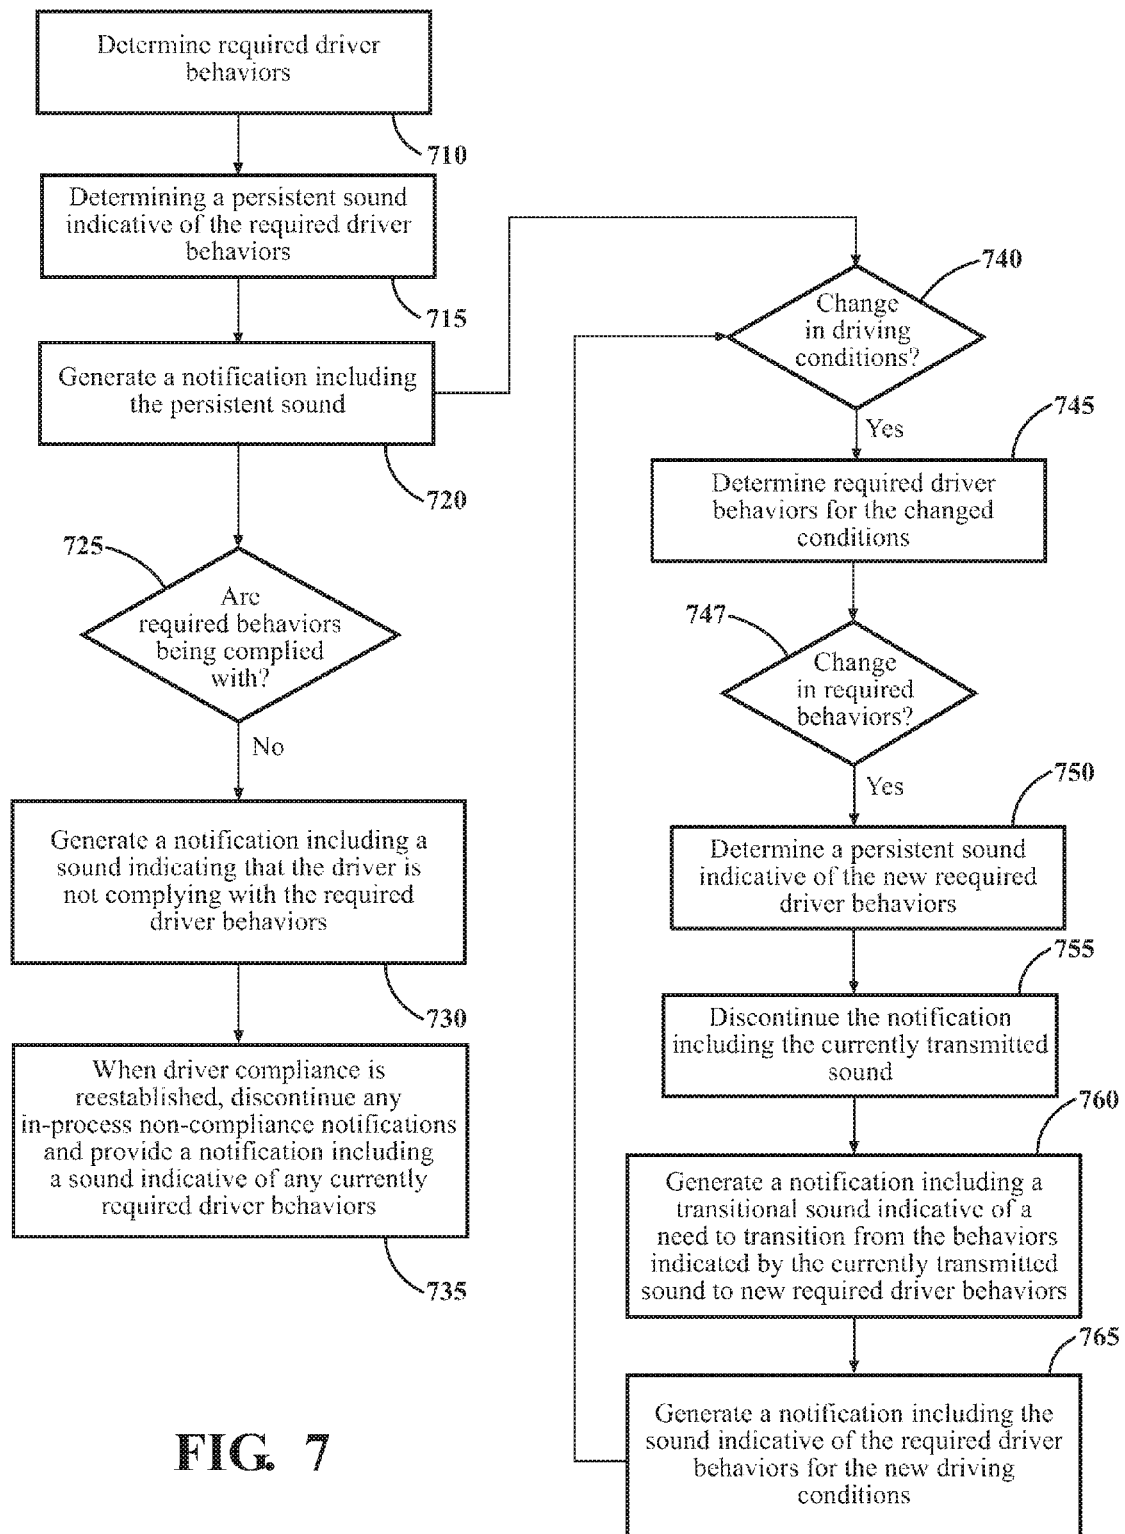 Determine required driver
behaviors
710
Determining a persistent sound
indicative of the required driver
behaviors
715
Generate a notification including
the persistent sound
720
725
Are
required behaviors
being complied
with?
No
Generate a notification including a
sound indicating that the driver is
not complying with the required
driver behaviors
730
When driver compliance is
reestablished, discontinue any
in-process non-compliance notifications
and provide a notification including
a sound indicative of any currently
required driver behaviors
735
740
Change
in driving
conditions?
Yes
745
Determine required driver
behaviors for the changed
conditions
747
Change
in required
behaviors?
Yes
750
Determine a persistent sound
indicative of the new reequired
driver behaviors
755
Discontinue the notification
including the currently transmitted
sound
760
Generate a notification including a
transitional sound indicative of a
need to transition from the behaviors
indicated by the currently transmitted
sound to new required driver behaviors
765
Generate a notification including the
sound indicative of the required driver
behaviors for the new driving
conditions
FIG. 7